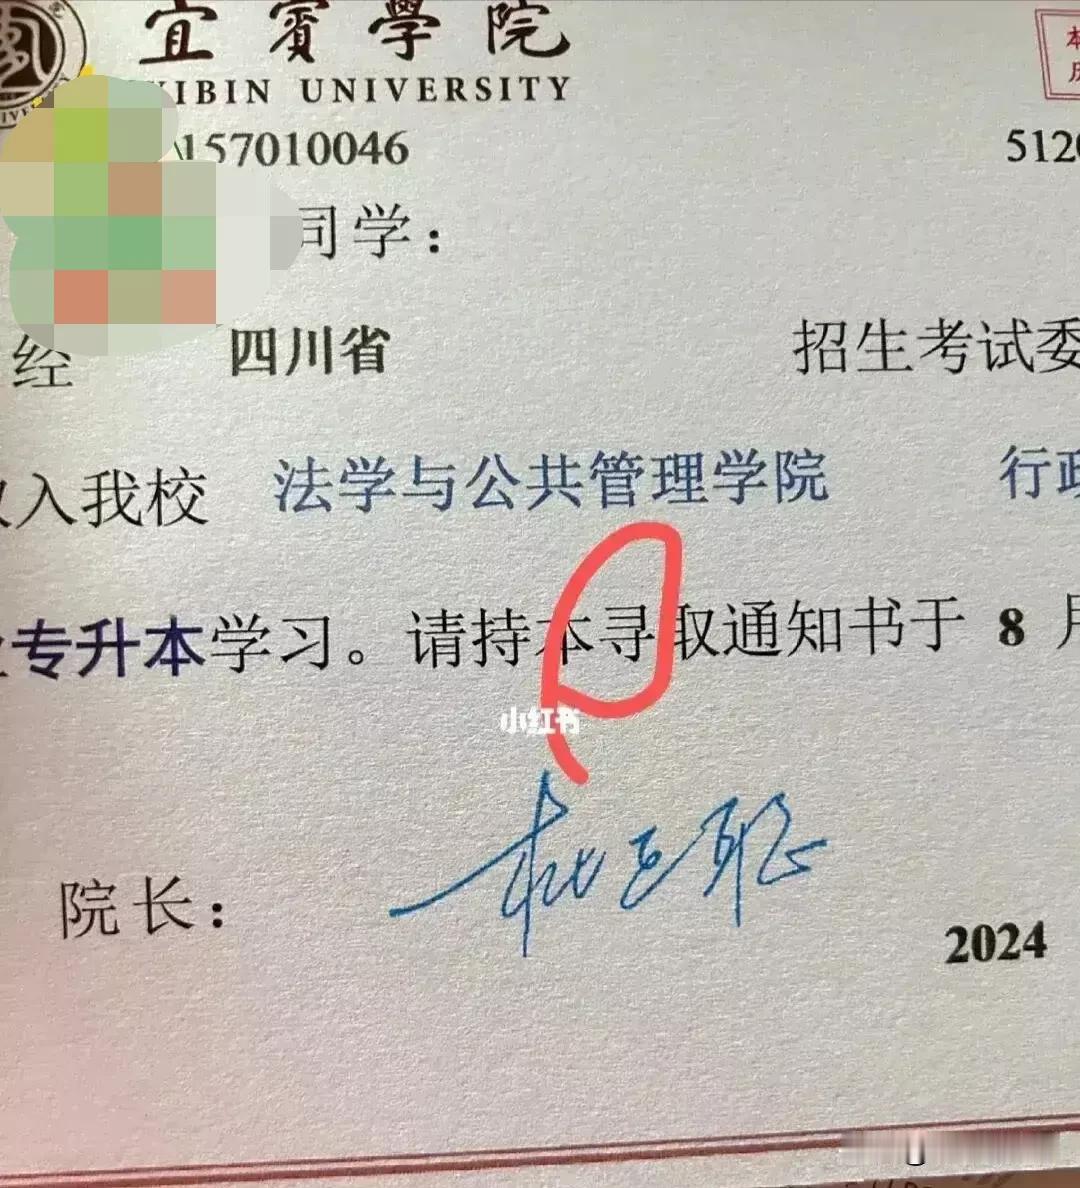 宜賓學院
YIBIN UNIVERSITY
157010046
512
同学：
经 四川省 招生考试委
入我校 法学与公共管理学院 行政
专升本学习。请持本寻取通知书于 8 月
小红书
院长：
2024